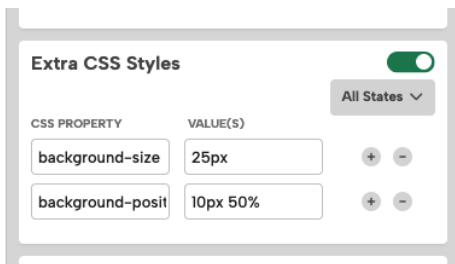 Extra CSS Styles
All States
CSS PROPERTY VALUE(S)
background-size 25px + -
background-posit 10px 50% + -